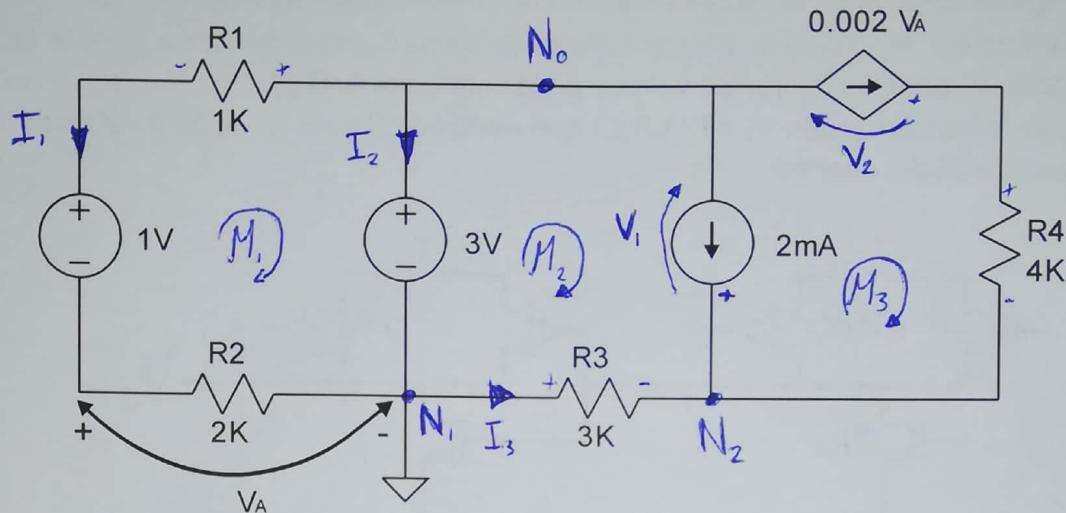 0.002 VA
R1
N₀
- +
1K
+
I₁
I₂
V₂
+
+
+
1V
M₁
3V
M₂
V₁
2mA
R4
4K
M₃
-
-
+
-
R2
R3
+ -
2K
N₁
I₃
3K
N₂
+
-
VA